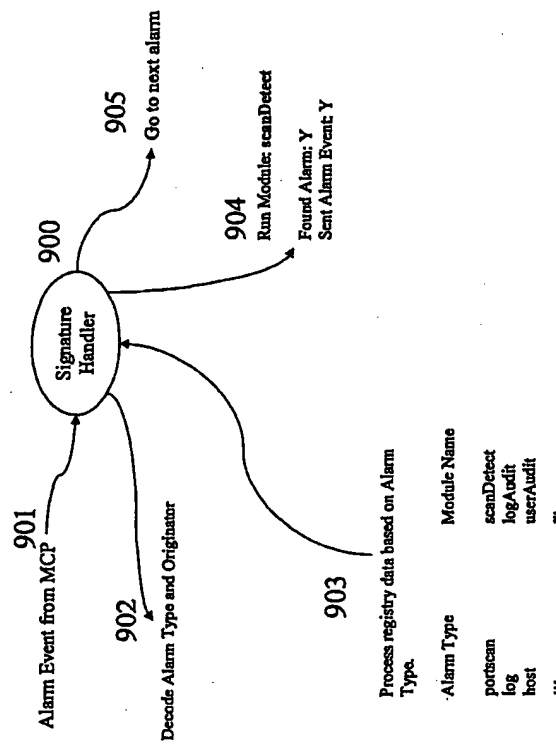 901
Alarm Event from MCP
900
Signature
Handler
905
Go to next alarm
902
Decode Alarm Type and Originator
904
Run Module: scanDetect
Found Alarm: Y
Sent Alarm Event: Y
903
Process registry data based on Alarm
Type.
Alarm Type Module Name
portscan scanDetect
log logAudit
host userAudit
... ...